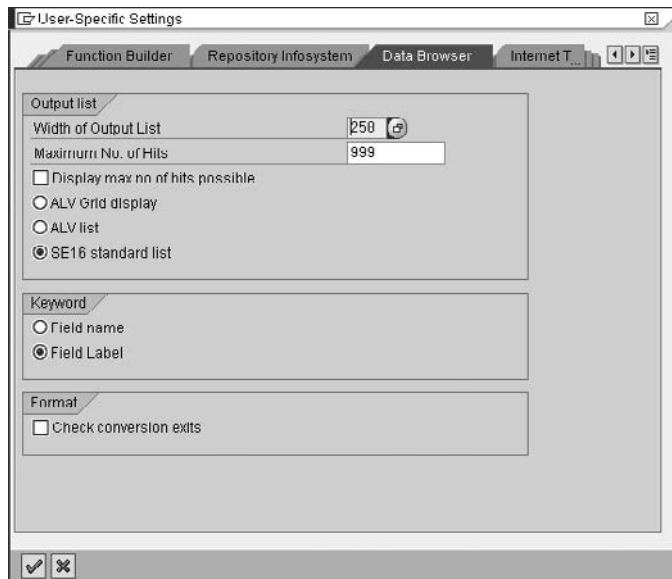 User-Specific Settings
Function Builder
Repository Infosystem
Data Browser
Internet T...
Output list
Width of Output List
250
Maximum No. of Hits
999
Display max no of hits possible
ALV Grid display
ALV list
SE16 standard list
Keyword
Field name
Field Label
Format
Check conversion exits